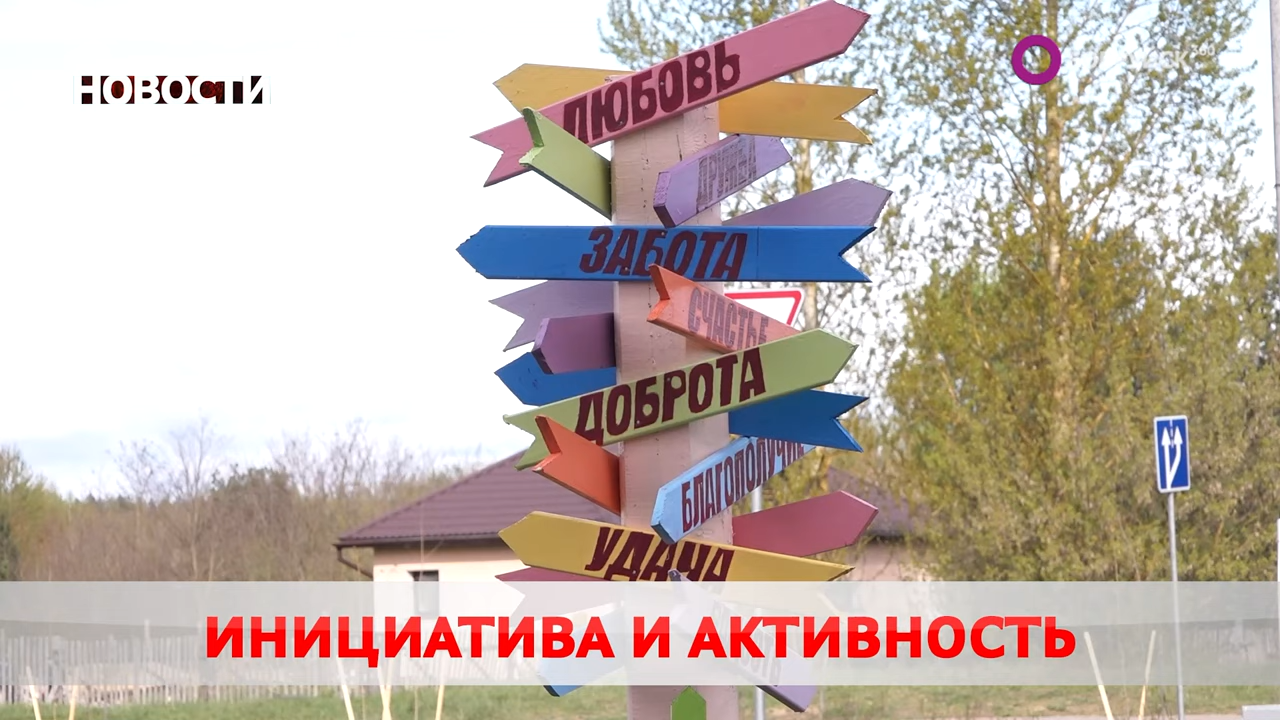 НОВОСТИ
ЛЮБОВЬ
ДРУЖБА
ЗАБОТА
СЧАСТЬЕ
ДОБРОТА
БЛАГОПОЛУЧИЕ
УДАЧА
ИНИЦИАТИВА И АКТИВНОСТЬ